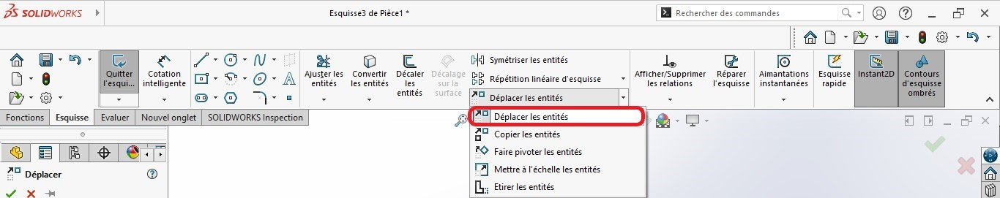 SOLIDWORKS
Esquisse3 de Pièce1 *
Rechercher des commandes
Quitter
l'esqui...
Cotation
intelligente
Ajuster les
entités
Convertir
les entités
Décaler
les
entités
Décalage
sur la
surface
Symétriser les entités
Répétition linéaire d'esquisse
Déplacer les entités
Afficher/Supprimer
les relations
Réparer
l'esquisse
Aimantations
instantanées
Esquisse
rapide
Instant2D
Contours
d'esquisse
ombrés
Fonctions
Esquisse
Evaluer
Nouvel onglet
SOLIDWORKS Inspection
Déplacer les entités
Copier les entités
Faire pivoter les entités
Mettre à l'échelle les entités
Etirer les entités
Déplacer